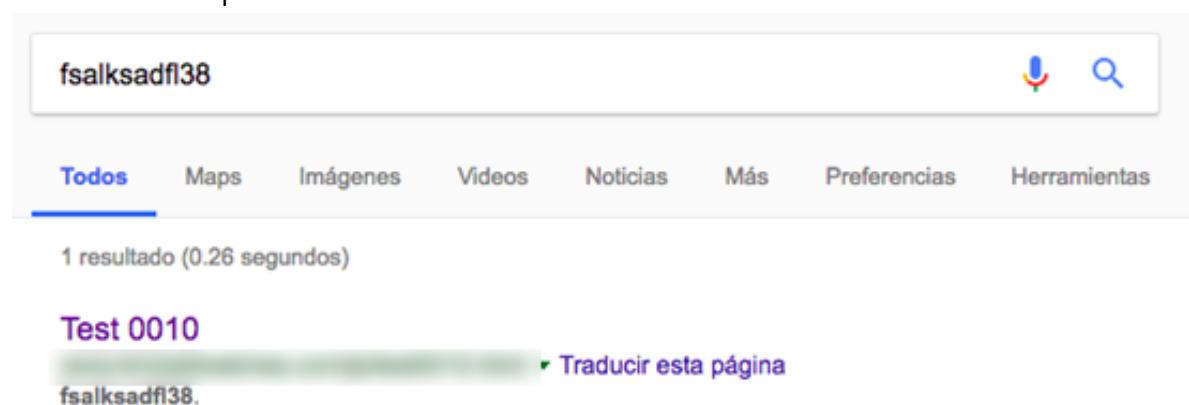 fsalksadfl38
Todos Maps Imágenes Videos Noticias Más Preferencias Herramientas
1 resultado (0.26 segundos)
Test 0010
Traducir esta página
fsalksadfl38.